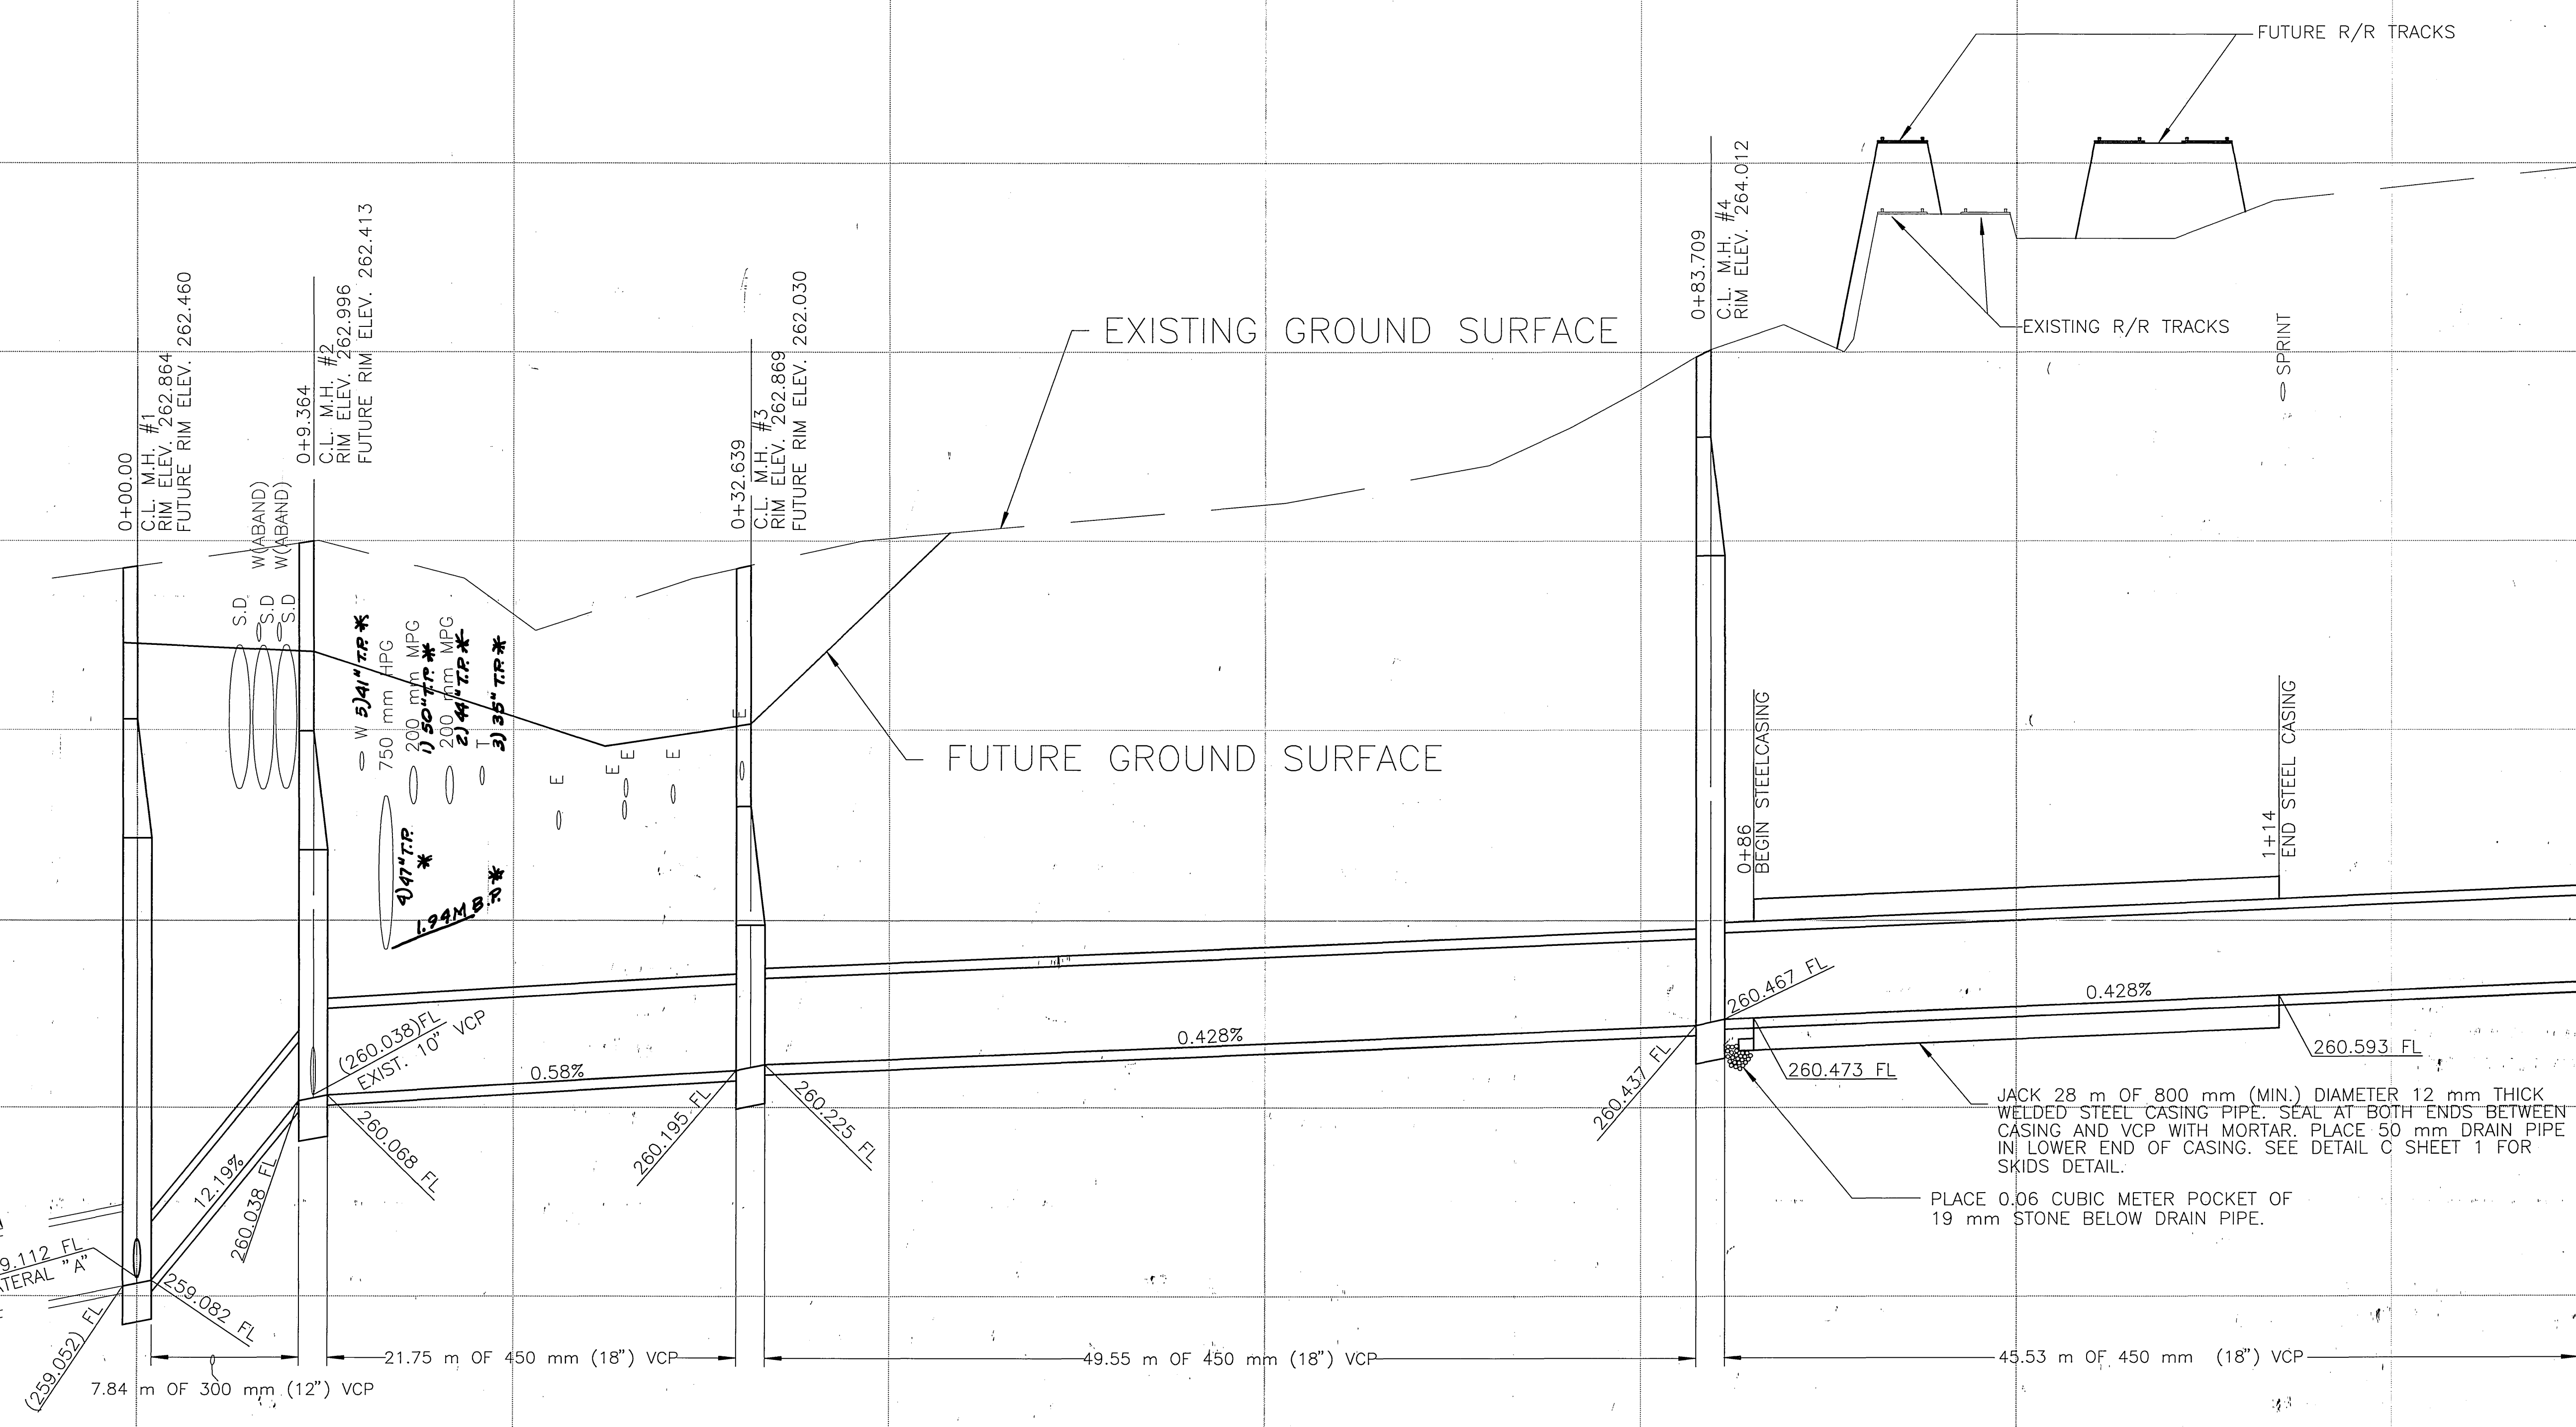 FUTURE R/R TRACKS
EXISTING R/R TRACKS
SPRINT
0+00.00
C.L. M.H. #1
RIM ELEV. 262.864
FUTURE RIM ELEV. 262.460
W(ABAND)
W(ABAND)
S.D.
S.D
S.D
0+9.364
C.L. M.H. #2
RIM ELEV. 262.996
FUTURE RIM ELEV. 262.413
W 5)41" T.P. *
750 mm HPG
4)47" T.P. *
200 mm MPG
1) 50" T.P. *
200 mm MPG
2) 44" T.P. *
T
3) 35" T.P. *
1.94M B.P. *
E
E
E
E
E
0+32.639
C.L. M.H. #3
RIM ELEV. 262.869
FUTURE RIM ELEV. 262.030
EXISTING GROUND SURFACE
FUTURE GROUND SURFACE
0+83.709
C.L. M.H. #4
RIM ELEV. 264.012
0+86
BEGIN STEELCASING
1+14
END STEEL CASING
9.112 FL
TERAL "A"
(259.052) FL
259.082 FL
12.19%
260.038 FL
(260.038)FL
EXIST. 10" VCP
260.068 FL
0.58%
260.195 FL
260.225 FL
0.428%
260.437 FL
260.467 FL
0.428%
260.473 FL
260.593 FL
JACK 28 m OF 800 mm (MIN.) DIAMETER 12 mm THICK
WELDED STEEL CASING PIPE. SEAL AT BOTH ENDS BETWEEN
CASING AND VCP WITH MORTAR. PLACE 50 mm DRAIN PIPE
IN LOWER END OF CASING. SEE DETAIL C SHEET 1 FOR
SKIDS DETAIL.
PLACE 0.06 CUBIC METER POCKET OF
19 mm STONE BELOW DRAIN PIPE.
7.84 m OF 300 mm (12") VCP
21.75 m OF 450 mm (18") VCP
49.55 m OF 450 mm (18") VCP
45.53 m OF 450 mm (18") VCP